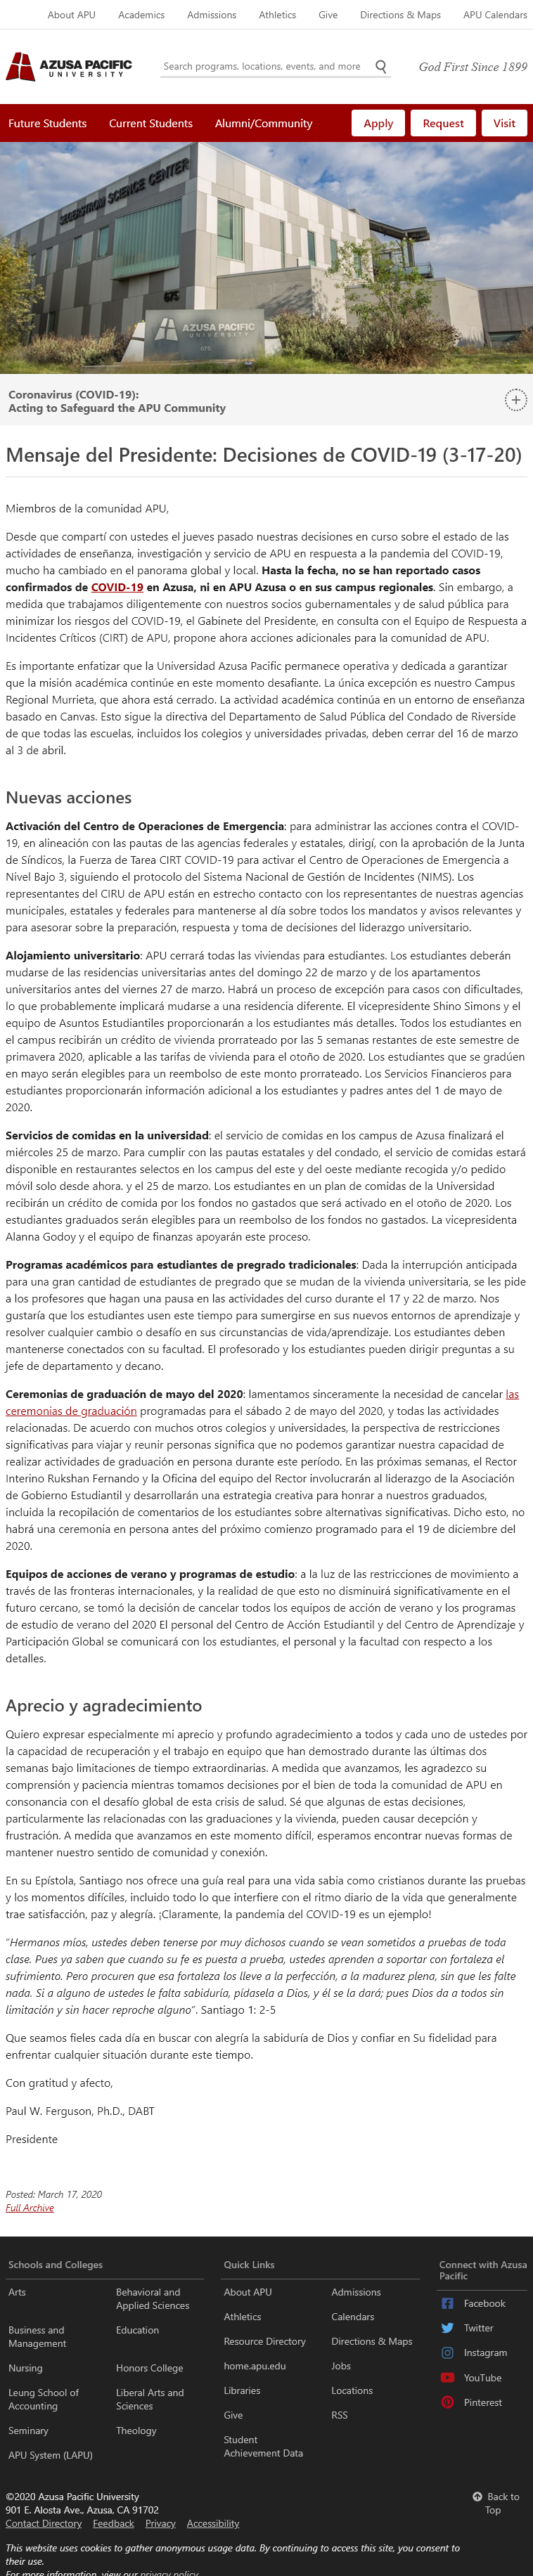 About APU Academics Admissions Athletics Give Directions & Maps APU Calendars
AZUSA PACIFIC
UNIVERSITY
Search programs, locations, events, and more
God First Since 1899
Future Students Current Students Alumni/Community Apply Request Visit
SEGERSTROM SCIENCE CENTER
675
AZUSA PACIFIC
UNIVERSITY
675
Coronavirus (COVID-19):
Acting to Safeguard the APU Community
Mensaje del Presidente: Decisiones de COVID-19 (3-17-20)
Miembros de la comunidad APU,
Desde que compartí con ustedes el jueves pasado nuestras decisiones en curso sobre el estado de las
actividades de enseñanza, investigación y servicio de APU en respuesta a la pandemia del COVID-19,
mucho ha cambiado en el panorama global y local. Hasta la fecha, no se han reportado casos
confirmados de COVID-19 en Azusa, ni en APU Azusa o en sus campus regionales. Sin embargo, a
medida que trabajamos diligentemente con nuestros socios gubernamentales y de salud pública para
minimizar los riesgos del COVID-19, el Gabinete del Presidente, en consulta con el Equipo de Respuesta a
Incidentes Críticos (CIRT) de APU, propone ahora acciones adicionales para la comunidad de APU.
Es importante enfatizar que la Universidad Azusa Pacific permanece operativa y dedicada a garantizar
que la misión académica continúe en este momento desafiante. La única excepción es nuestro Campus
Regional Murrieta, que ahora está cerrado. La actividad académica continúa en un entorno de enseñanza
basado en Canvas. Esto sigue la directiva del Departamento de Salud Pública del Condado de Riverside
de que todas las escuelas, incluidos los colegios y universidades privadas, deben cerrar del 16 de marzo
al 3 de abril.
Nuevas acciones
Activación del Centro de Operaciones de Emergencia: para administrar las acciones contra el COVID-
19, en alineación con las pautas de las agencias federales y estatales, dirigí, con la aprobación de la Junta
de Síndicos, la Fuerza de Tarea CIRT COVID-19 para activar el Centro de Operaciones de Emergencia a
Nivel Bajo 3, siguiendo el protocolo del Sistema Nacional de Gestión de Incidentes (NIMS). Los
representantes del CIRU de APU están en estrecho contacto con los representantes de nuestras agencias
municipales, estatales y federales para mantenerse al día sobre todos los mandatos y avisos relevantes y
para asesorar sobre la preparación, respuesta y toma de decisiones del liderazgo universitario.
Alojamiento universitario: APU cerrará todas las viviendas para estudiantes. Los estudiantes deberán
mudarse de las residencias universitarias antes del domingo 22 de marzo y de los apartamentos
universitarios antes del viernes 27 de marzo. Habrá un proceso de excepción para casos con dificultades,
lo que probablemente implicará mudarse a una residencia diferente. El vicepresidente Shino Simons y el
equipo de Asuntos Estudiantiles proporcionarán a los estudiantes más detalles. Todos los estudiantes en
el campus recibirán un crédito de vivienda prorrateado por las 5 semanas restantes de este semestre de
primavera 2020, aplicable a las tarifas de vivienda para el otoño de 2020. Los estudiantes que se gradúen
en mayo serán elegibles para un reembolso de este monto prorrateado. Los Servicios Financieros para
estudiantes proporcionarán información adicional a los estudiantes y padres antes del 1 de mayo de
2020.
Servicios de comidas en la universidad: el servicio de comidas en los campus de Azusa finalizará el
miércoles 25 de marzo. Para cumplir con las pautas estatales y del condado, el servicio de comidas estará
disponible en restaurantes selectos en los campus del este y del oeste mediante recogida y/o pedido
móvil solo desde ahora. y el 25 de marzo. Los estudiantes en un plan de comidas de la Universidad
recibirán un crédito de comida por los fondos no gastados que será activado en el otoño de 2020. Los
estudiantes graduados serán elegibles para un reembolso de los fondos no gastados. La vicepresidenta
Alanna Godoy y el equipo de finanzas apoyarán este proceso.
Programas académicos para estudiantes de pregrado tradicionales: Dada la interrupción anticipada
para una gran cantidad de estudiantes de pregrado que se mudan de la vivienda universitaria, se les pide
a los profesores que hagan una pausa en las actividades del curso durante el 17 y 22 de marzo. Nos
gustaría que los estudiantes usen este tiempo para sumergirse en sus nuevos entornos de aprendizaje y
resolver cualquier cambio o desafío en sus circunstancias de vida/aprendizaje. Los estudiantes deben
mantenerse conectados con su facultad. El profesorado y los estudiantes pueden dirigir preguntas a su
jefe de departamento y decano.
Ceremonias de graduación de mayo del 2020: lamentamos sinceramente la necesidad de cancelar las
ceremonias de graduación programadas para el sábado 2 de mayo del 2020, y todas las actividades
relacionadas. De acuerdo con muchos otros colegios y universidades, la perspectiva de restricciones
significativas para viajar y reunir personas significa que no podemos garantizar nuestra capacidad de
realizar actividades de graduación en persona durante este período. En las próximas semanas, el Rector
Interino Rukshan Fernando y la Oficina del equipo del Rector involucrarán al liderazgo de la Asociación
de Gobierno Estudiantil y desarrollarán una estrategia creativa para honrar a nuestros graduados,
incluida la recopilación de comentarios de los estudiantes sobre alternativas significativas. Dicho esto, no
habrá una ceremonia en persona antes del próximo comienzo programado para el 19 de diciembre del
2020.
Equipos de acciones de verano y programas de estudio: a la luz de las restricciones de movimiento a
través de las fronteras internacionales, y la realidad de que esto no disminuirá significativamente en el
futuro cercano, se tomó la decisión de cancelar todos los equipos de acción de verano y los programas
de estudio de verano del 2020 El personal del Centro de Acción Estudiantil y del Centro de Aprendizaje y
Participación Global se comunicará con los estudiantes, el personal y la facultad con respecto a los
detalles.
Aprecio y agradecimiento
Quiero expresar especialmente mi aprecio y profundo agradecimiento a todos y cada uno de ustedes por
la capacidad de recuperación y el trabajo en equipo que han demostrado durante las últimas dos
semanas bajo limitaciones de tiempo extraordinarias. A medida que avanzamos, les agradezco su
comprensión y paciencia mientras tomamos decisiones por el bien de toda la comunidad de APU en
consonancia con el desafío global de esta crisis de salud. Sé que algunas de estas decisiones,
particularmente las relacionadas con las graduaciones y la vivienda, pueden causar decepción y
frustración. A medida que avanzamos en este momento difícil, esperamos encontrar nuevas formas de
mantener nuestro sentido de comunidad y conexión.
En su Epístola, Santiago nos ofrece una guía real para una vida sabia como cristianos durante las pruebas
y los momentos difíciles, incluido todo lo que interfiere con el ritmo diario de la vida que generalmente
trae satisfacción, paz y alegría. ¡Claramente, la pandemia del COVID-19 es un ejemplo!
"Hermanos míos, ustedes deben tenerse por muy dichosos cuando se vean sometidos a pruebas de toda
clase. Pues ya saben que cuando su fe es puesta a prueba, ustedes aprenden a soportar con fortaleza el
sufrimiento. Pero procuren que esa fortaleza los lleve a la perfección, a la madurez plena, sin que les falte
nada. Si a alguno de ustedes le falta sabiduría, pídasela a Dios, y él se la dará; pues Dios da a todos sin
limitación y sin hacer reproche alguno". Santiago 1: 2-5
Que seamos fieles cada día en buscar con alegría la sabiduría de Dios y confiar en Su fidelidad para
enfrentar cualquier situación durante este tiempo.
Con gratitud y afecto,
Paul W. Ferguson, Ph.D., DABT
Presidente
Posted: March 17, 2020
Full Archive
Schools and Colleges
Arts
Behavioral and
Applied Sciences
Business and
Management
Education
Nursing
Honors College
Leung School of
Accounting
Liberal Arts and
Sciences
Seminary
Theology
APU System (LAPU)
Quick Links
About APU
Admissions
Athletics
Calendars
Resource Directory
Directions & Maps
home.apu.edu
Jobs
Libraries
Locations
Give
RSS
Student
Achievement Data
Connect with Azusa
Pacific
Facebook
Twitter
Instagram
YouTube
Pinterest
©2020 Azusa Pacific University
901 E. Alosta Ave., Azusa, CA 91702
Contact Directory Feedback Privacy Accessibility
Back to
Top
This website uses cookies to gather anonymous usage data. By continuing to access this site, you consent to
their use.
For more information, view our privacy policy.